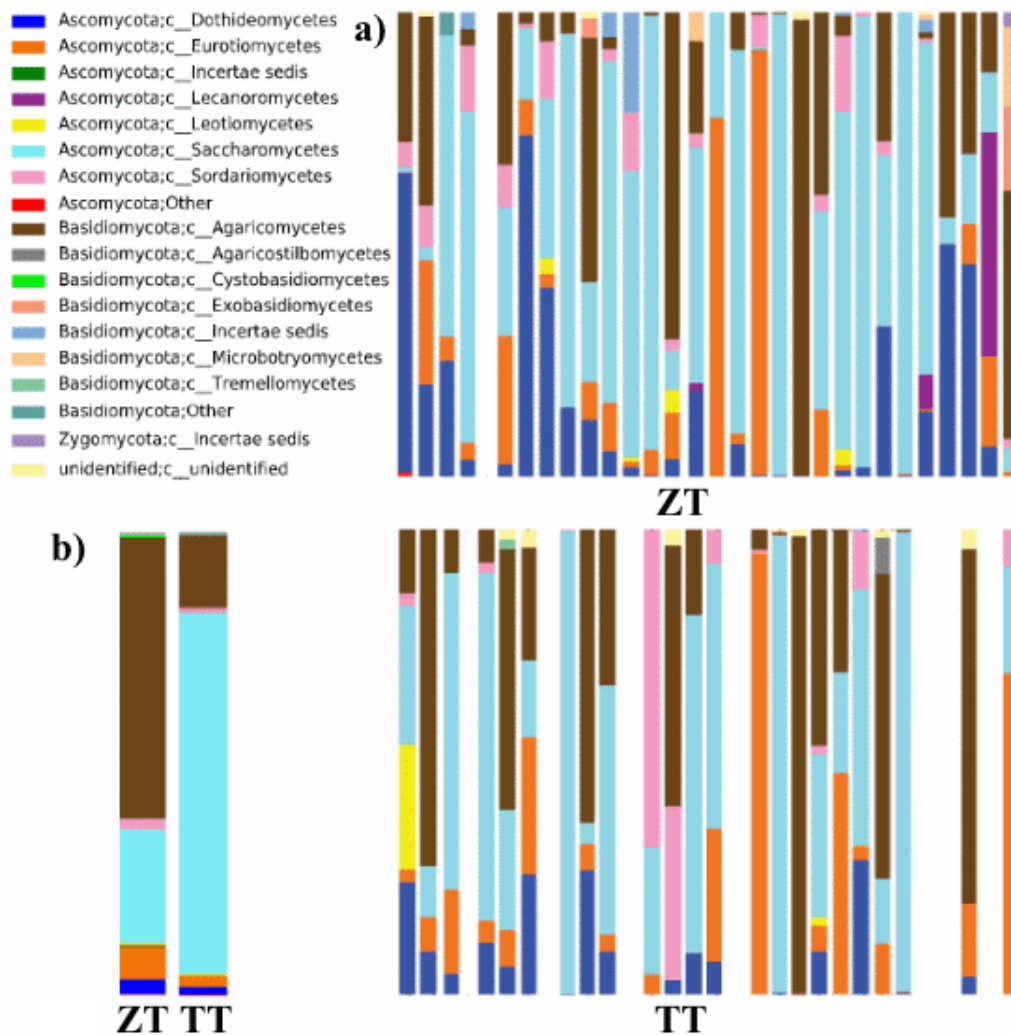 Ascomycota;c__Dothideomycetes
Ascomycota;c__Eurotiomycetes
Ascomycota;c__Incertae sedis
Ascomycota;c__Lecanoromycetes
Ascomycota;c__Leotiomycetes
Ascomycota;c__Saccharomycetes
Ascomycota;c__Sordariomycetes
Ascomycota;Other
Basidiomycota;c__Agaricomycetes
Basidiomycota;c__Agaricostilbomycetes
Basidiomycota;c__Cystobasidiomycetes
Basidiomycota;c__Exobasidiomycetes
Basidiomycota;c__Incertae sedis
Basidiomycota;c__Microbotryomycetes
Basidiomycota;c__Tremellomycetes
Basidiomycota;Other
Zygomycota;c__Incertae sedis
unidentified;c__unidentified
a)
ZT
b)
ZT TT
TT